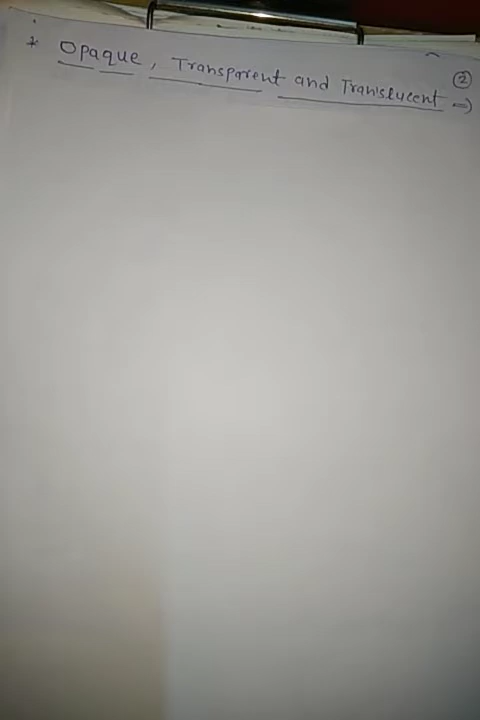 * Opaque, Transparent and Translucent ⇒
②